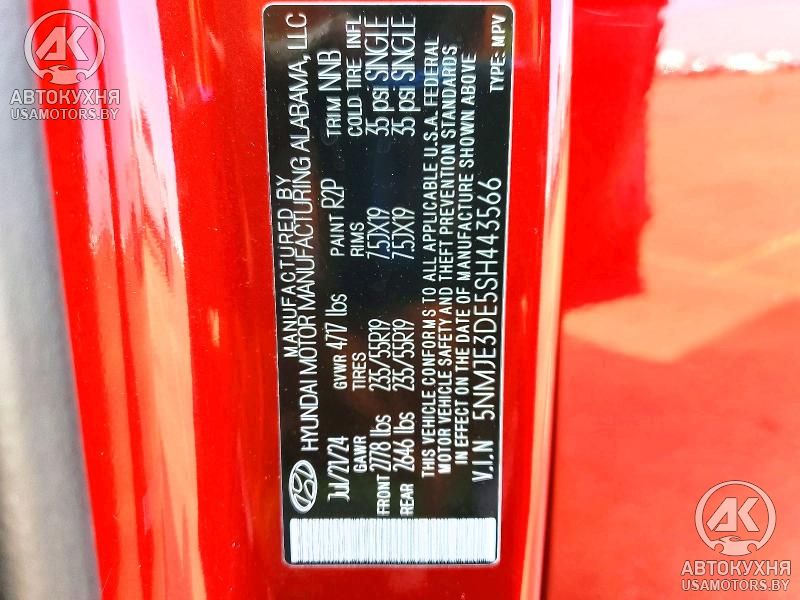 MANUFACTURED BY
HYUNDAI MOTOR MANUFACTURING ALABAMA, LLC
Jul/21/24 GVWR 4717 lbs PAINT R2P TRIM NNB
GAWR TIRES RIMS COLD TIRE INFL
FRONT 2778 lbs 235/55R19 7.5JX19 35 psi SINGLE
REAR 2646 lbs 235/55R19 7.5JX19 35 psi SINGLE
THIS VEHICLE CONFORMS TO ALL APPLICABLE U.S.A. FEDERAL
MOTOR VEHICLE SAFETY AND THEFT PREVENTION STANDARDS
IN EFFECT ON THE DATE OF MANUFACTURE SHOWN ABOVE
V.I.N 5NMJE3DE5SH443566 TYPE: MPV
АК
АВТОКУХНЯ
USAMOTORS.BY
АК
АВТОКУХНЯ
USAMOTORS.BY